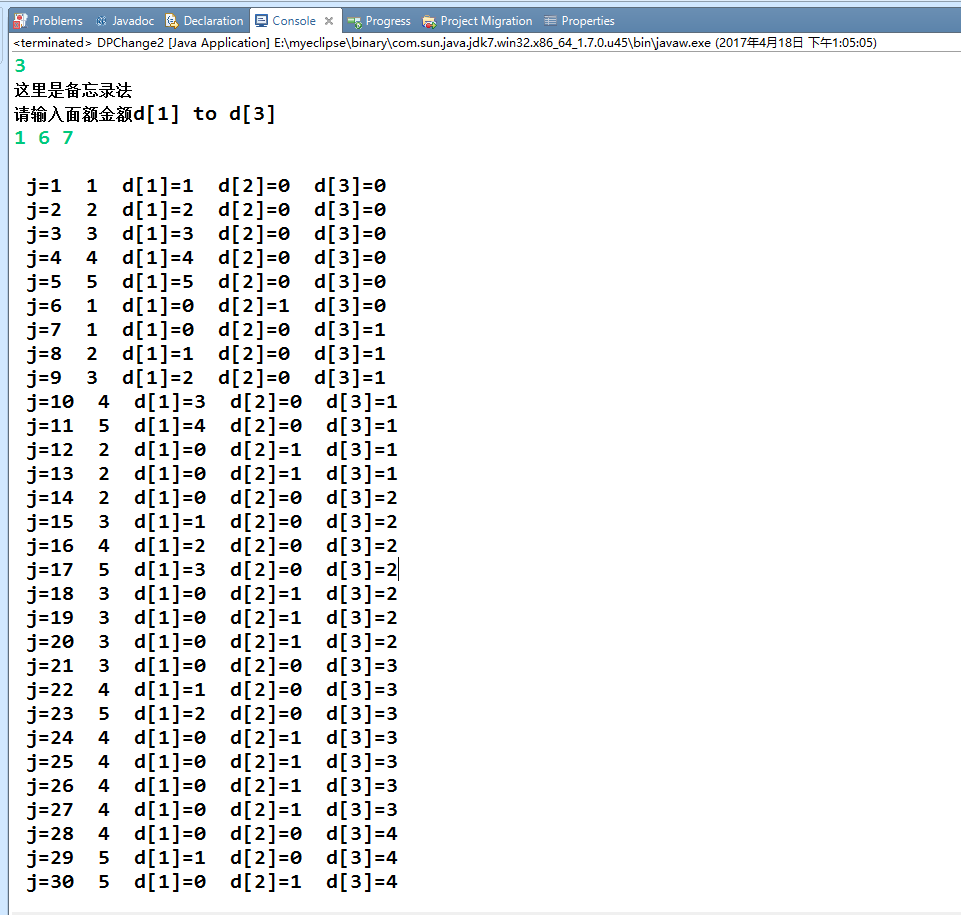 Problems Javadoc Declaration Console Progress Project Migration Properties
<terminated> DPChange2 [Java Application] E:\myeclipse\binary\com.sun.java.jdk7.win32.x86_64_1.7.0.u45\bin\javaw.exe (2017年4月18日 下午1:05:05)
3
这里是备忘录法
请输入面额金额d[1] to d[3]
1 6 7
j=1 1 d[1]=1 d[2]=0 d[3]=0
j=2 2 d[1]=2 d[2]=0 d[3]=0
j=3 3 d[1]=3 d[2]=0 d[3]=0
j=4 4 d[1]=4 d[2]=0 d[3]=0
j=5 5 d[1]=5 d[2]=0 d[3]=0
j=6 1 d[1]=0 d[2]=1 d[3]=0
j=7 1 d[1]=0 d[2]=0 d[3]=1
j=8 2 d[1]=1 d[2]=0 d[3]=1
j=9 3 d[1]=2 d[2]=0 d[3]=1
j=10 4 d[1]=3 d[2]=0 d[3]=1
j=11 5 d[1]=4 d[2]=0 d[3]=1
j=12 2 d[1]=0 d[2]=1 d[3]=1
j=13 2 d[1]=0 d[2]=1 d[3]=1
j=14 2 d[1]=0 d[2]=0 d[3]=2
j=15 3 d[1]=1 d[2]=0 d[3]=2
j=16 4 d[1]=2 d[2]=0 d[3]=2
j=17 5 d[1]=3 d[2]=0 d[3]=2
j=18 3 d[1]=0 d[2]=1 d[3]=2
j=19 3 d[1]=0 d[2]=1 d[3]=2
j=20 3 d[1]=0 d[2]=1 d[3]=2
j=21 3 d[1]=0 d[2]=0 d[3]=3
j=22 4 d[1]=1 d[2]=0 d[3]=3
j=23 5 d[1]=2 d[2]=0 d[3]=3
j=24 4 d[1]=0 d[2]=1 d[3]=3
j=25 4 d[1]=0 d[2]=1 d[3]=3
j=26 4 d[1]=0 d[2]=1 d[3]=3
j=27 4 d[1]=0 d[2]=1 d[3]=3
j=28 4 d[1]=0 d[2]=0 d[3]=4
j=29 5 d[1]=1 d[2]=0 d[3]=4
j=30 5 d[1]=0 d[2]=1 d[3]=4